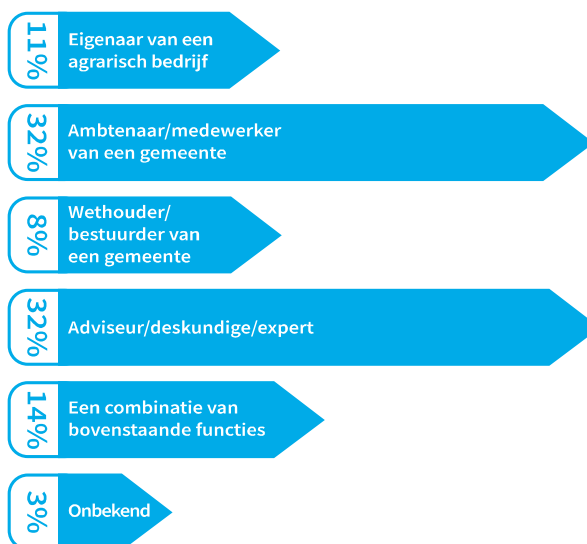 11%
Eigenaar van een
agrarisch bedrijf
32%
Ambtenaar/medewerker
van een gemeente
8%
Wethouder/
bestuurder van
een gemeente
32%
Adviseur/deskundige/expert
14%
Een combinatie van
bovenstaande functies
3%
Onbekend